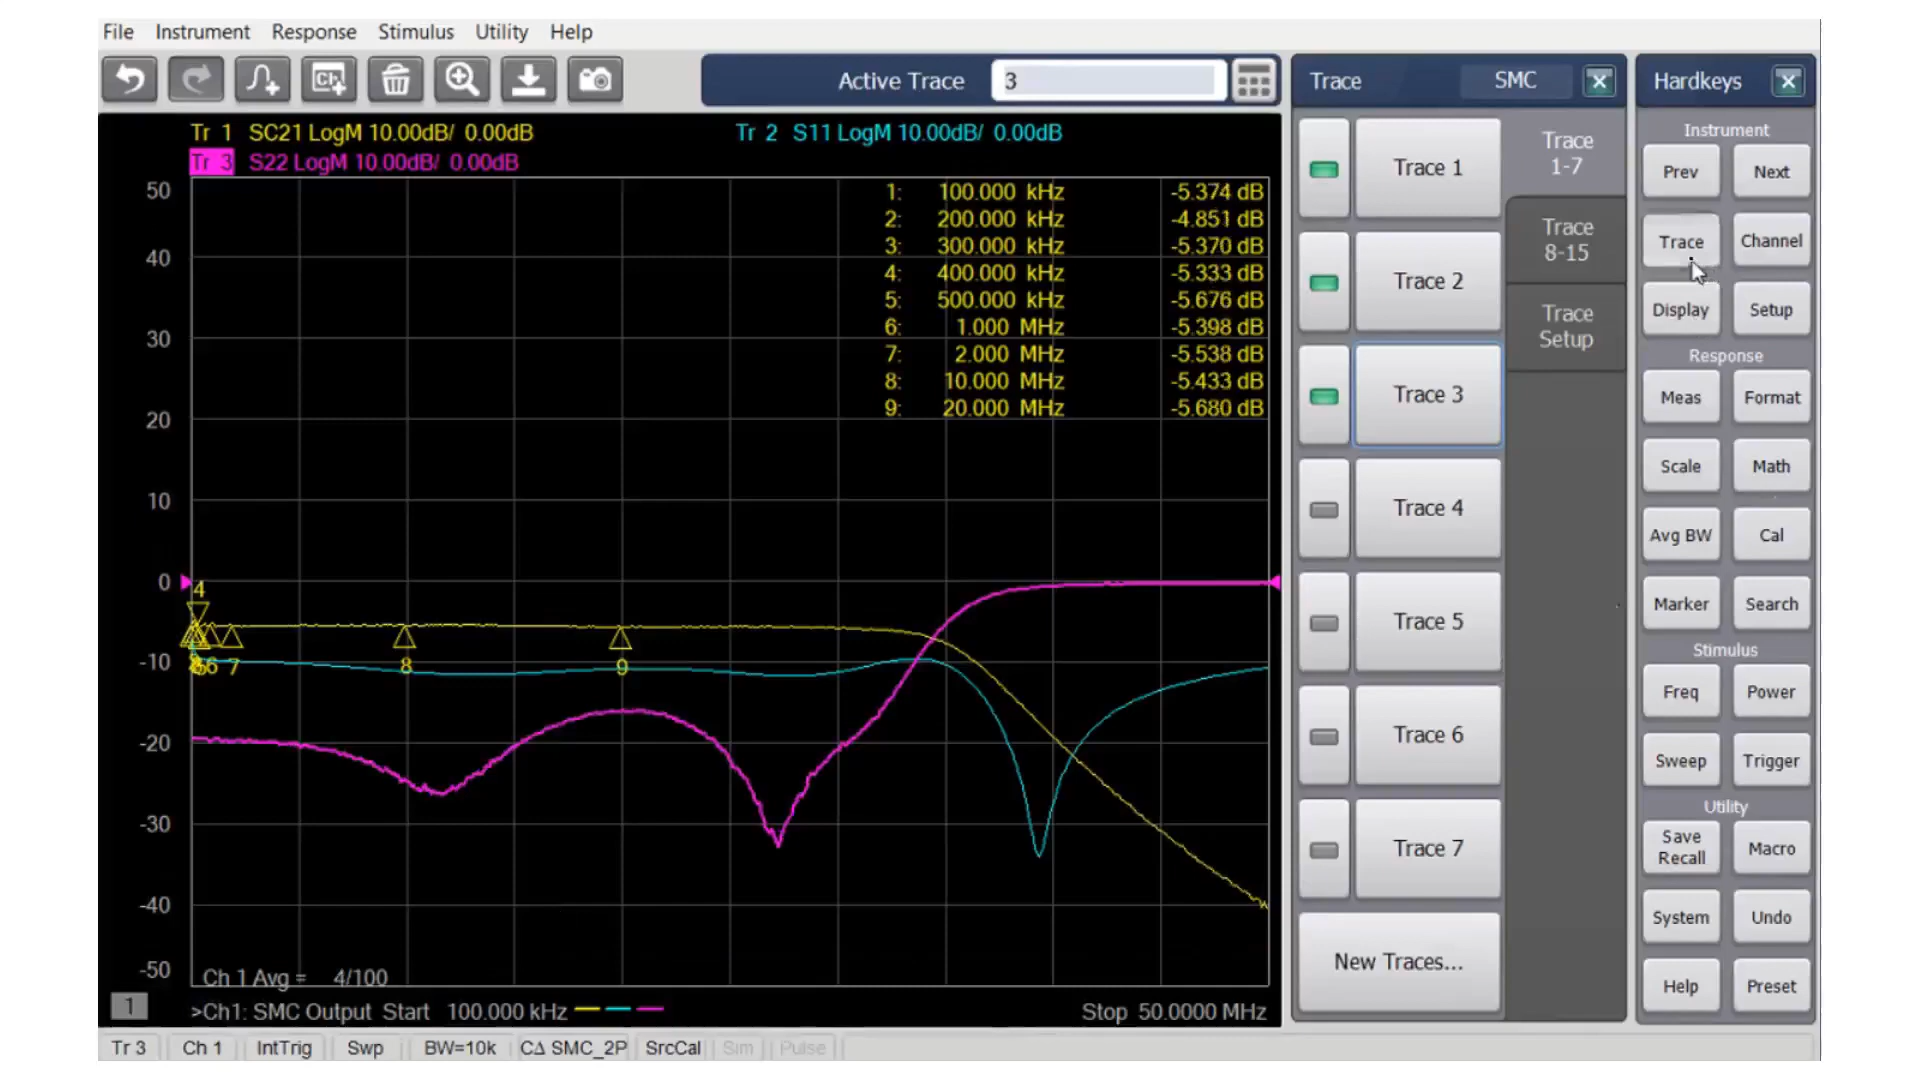 File Instrument Response Stimulus Utility Help
Active Trace 3
Trace SMC
Hardkeys
Tr 1 SC21 LogM 10.00dB/ 0.00dB
Tr 2 S11 LogM 10.00dB/ 0.00dB
Tr 3 S22 LogM 10.00dB/ 0.00dB
50
40
30
20
10
0
-10
-20
-30
-40
-50
1: 100.000 kHz -5.374 dB
2: 200.000 kHz -4.851 dB
3: 300.000 kHz -5.370 dB
4: 400.000 kHz -5.333 dB
5: 500.000 kHz -5.676 dB
6: 1.000 MHz -5.398 dB
7: 2.000 MHz -5.538 dB
8: 10.000 MHz -5.433 dB
9: 20.000 MHz -5.680 dB
4
6 7 8 9
Ch 1 Avg = 4/100
1
>Ch1: SMC Output Start 100.000 kHz
Stop 50.0000 MHz
Trace 1
Trace 2
Trace 3
Trace 4
Trace 5
Trace 6
Trace 7
New Traces...
Trace
1-7
Trace
8-15
Trace
Setup
Instrument
Prev Next
Trace Channel
Display Setup
Response
Meas Format
Scale Math
Avg BW Cal
Marker Search
Stimulus
Freq Power
Sweep Trigger
Utility
Save
Recall
Macro
System Undo
Help Preset
Tr 3 Ch 1 IntTrig Swp BW=10k CΔ SMC_2P SrcCal Sim Pulse